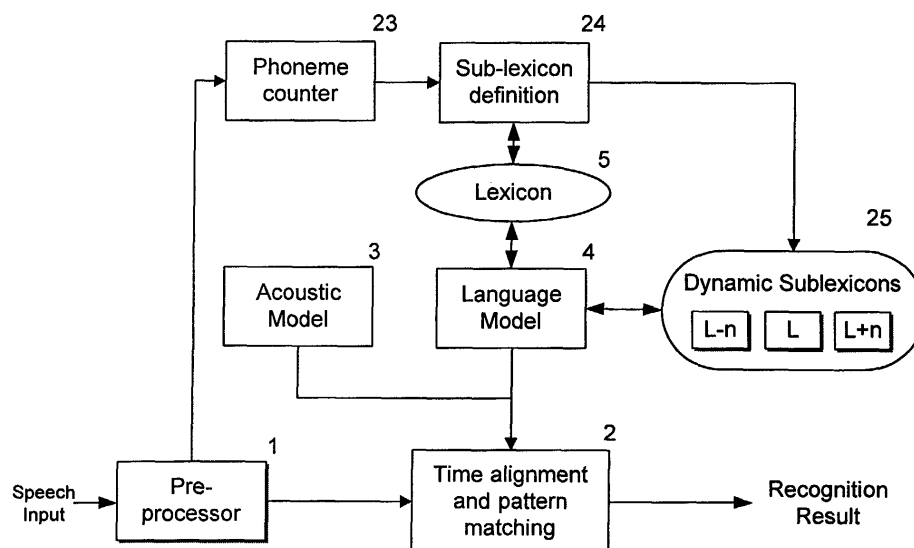 23
Phoneme
counter
24
Sub-lexicon
definition
5
Lexicon
25
Dynamic Sublexicons
L-n
L
L+n
3
Acoustic
Model
4
Language
Model
1
Speech
Input
Pre-
processor
2
Time alignment
and pattern
matching
Recognition
Result